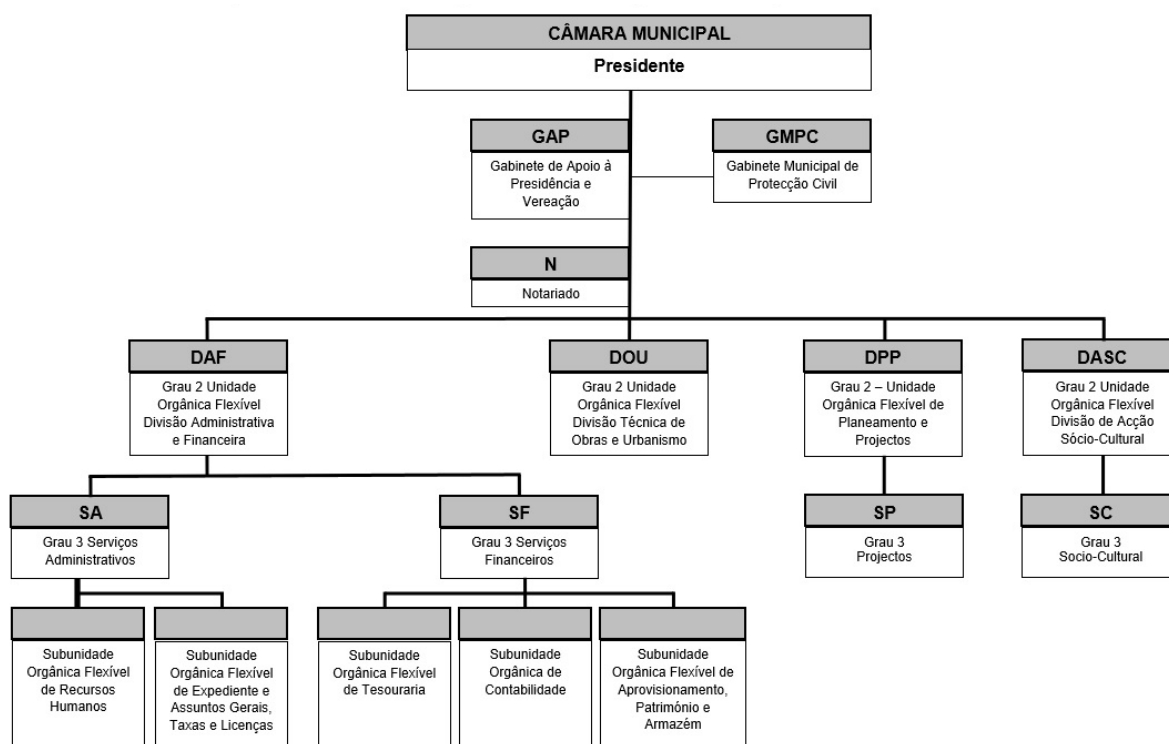 CÂMARA MUNICIPAL
Presidente
GAP
Gabinete de Apoio à
Presidência e
Vereação
GMPC
Gabinete Municipal de
Protecção Civil
N
Notariado
DAF
Grau 2 Unidade
Orgânica Flexível
Divisão Administrativa
e Financeira
DOU
Grau 2 Unidade
Orgânica Flexível
Divisão Técnica de
Obras e Urbanismo
DPP
Grau 2 – Unidade
Orgânica Flexível de
Planeamento e
Projectos
DASC
Grau 2 Unidade
Orgânica Flexível
Divisão de Acção
Sócio-Cultural
SA
Grau 3 Serviços
Administrativos
SF
Grau 3 Serviços
Financeiros
SP
Grau 3
Projectos
SC
Grau 3
Socio-Cultural
Subunidade
Orgânica Flexível
de Recursos
Humanos
Subunidade
Orgânica Flexível
de Expediente e
Assuntos Gerais,
Taxas e Licenças
Subunidade
Orgânica Flexível
de Tesouraria
Subunidade
Orgânica de
Contabilidade
Subunidade
Orgânica Flexível de
Aprovisionamento,
Património e
Armazém